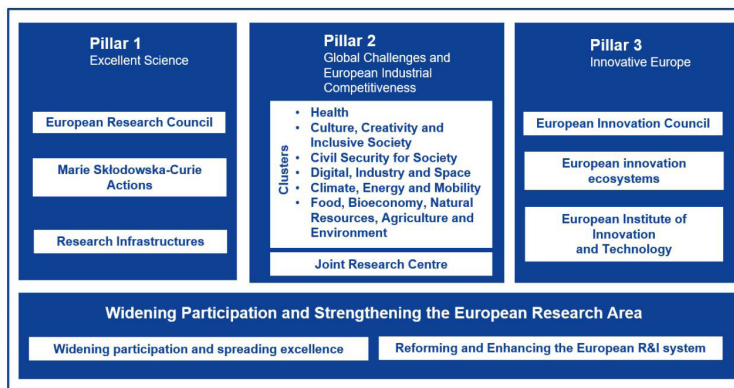 Pillar 1
Excellent Science
European Research Council
Marie Skłodowska-Curie
Actions
Research Infrastructures
Pillar 2
Global Challenges and
European Industrial
Competitiveness
Clusters
• Health
• Culture, Creativity and
Inclusive Society
• Civil Security for Society
• Digital, Industry and Space
• Climate, Energy and Mobility
• Food, Bioeconomy, Natural
Resources, Agriculture and
Environment
Joint Research Centre
Pillar 3
Innovative Europe
European Innovation Council
European innovation
ecosystems
European Institute of
Innovation
and Technology
Widening Participation and Strengthening the European Research Area
Widening participation and spreading excellence
Reforming and Enhancing the European R&I system